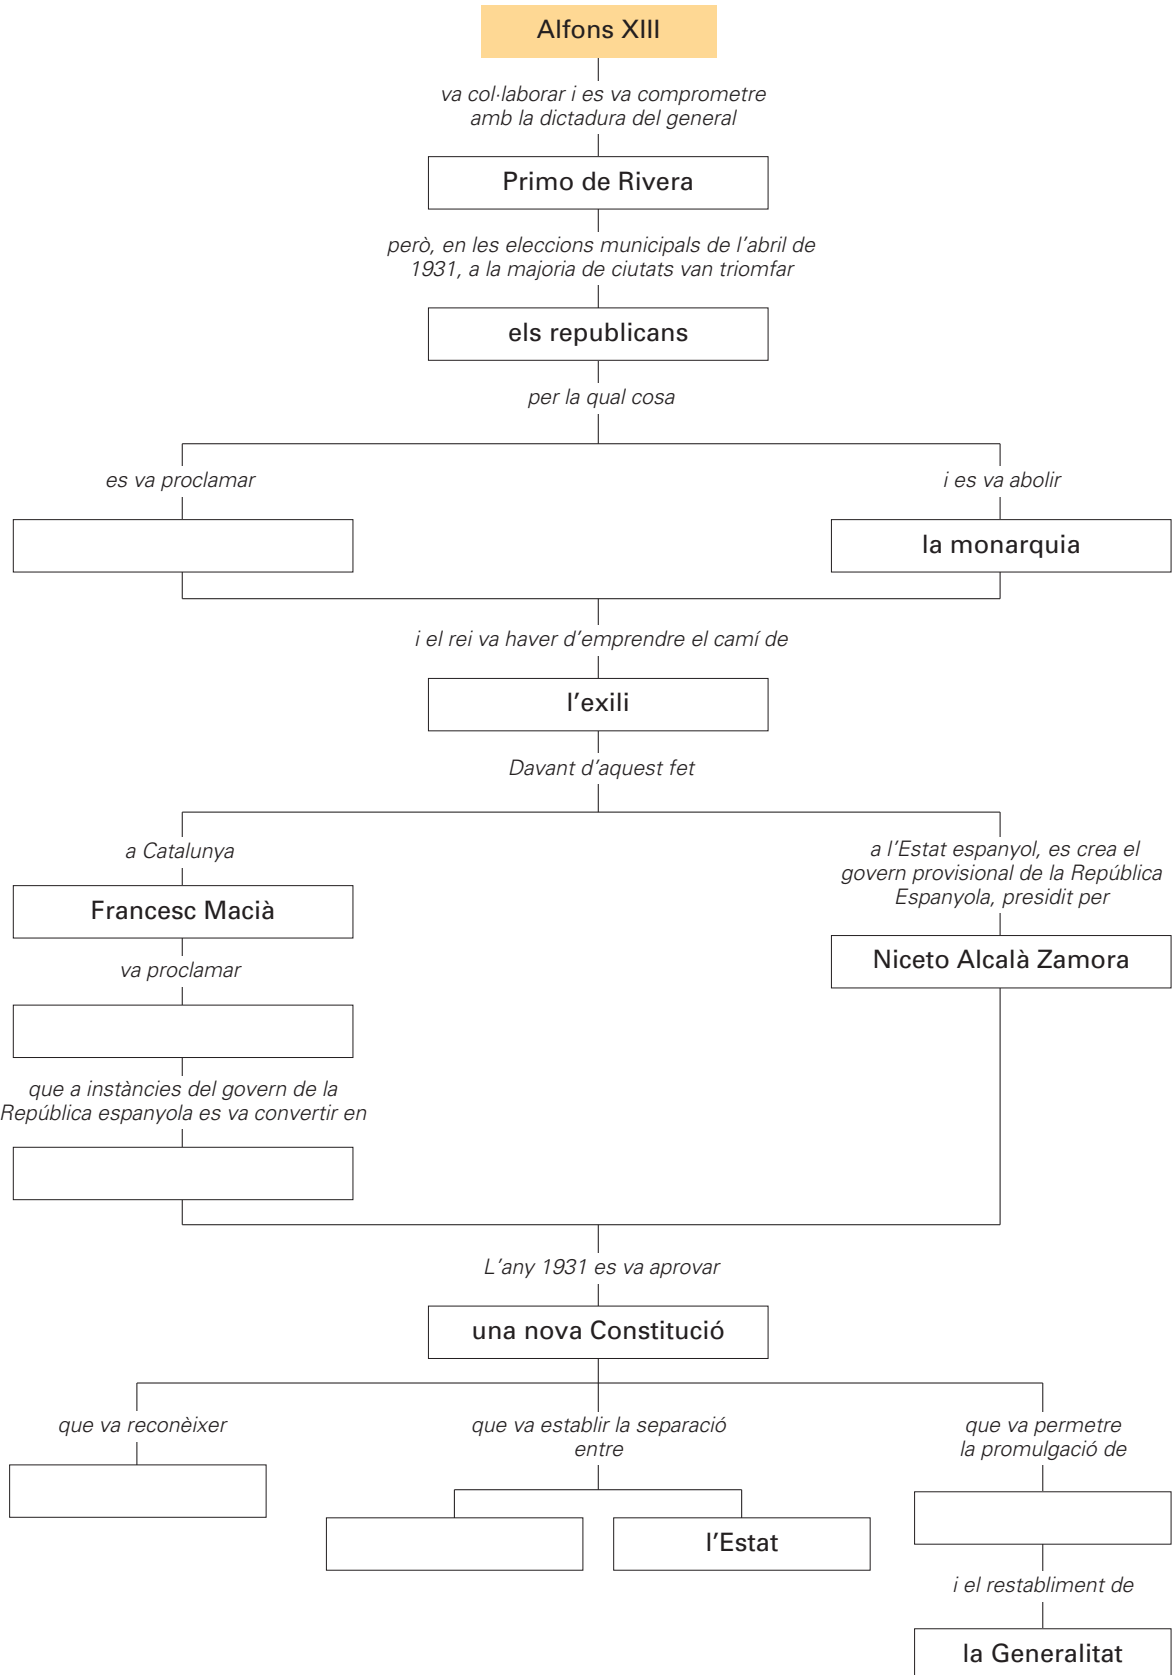 Alfons XIII
va col·laborar i es va comprometre
amb la dictadura del general
Primo de Rivera
però, en les eleccions municipals de l'abril de
1931, a la majoria de ciutats van triomfar
els republicans
per la qual cosa
es va proclamar
i es va abolir
la monarquia
i el rei va haver d'emprendre el camí de
l'exili
Davant d'aquest fet
a Catalunya
Francesc Macià
va proclamar
que a instàncies del govern de la
República espanyola es va convertir en
a l'Estat espanyol, es crea el
govern provisional de la República
Espanyola, presidit per
Niceto Alcalà Zamora
L'any 1931 es va aprovar
una nova Constitució
que va reconèixer
que va establir la separació
entre
l'Estat
que va permetre
la promulgació de
i el restabliment de
la Generalitat